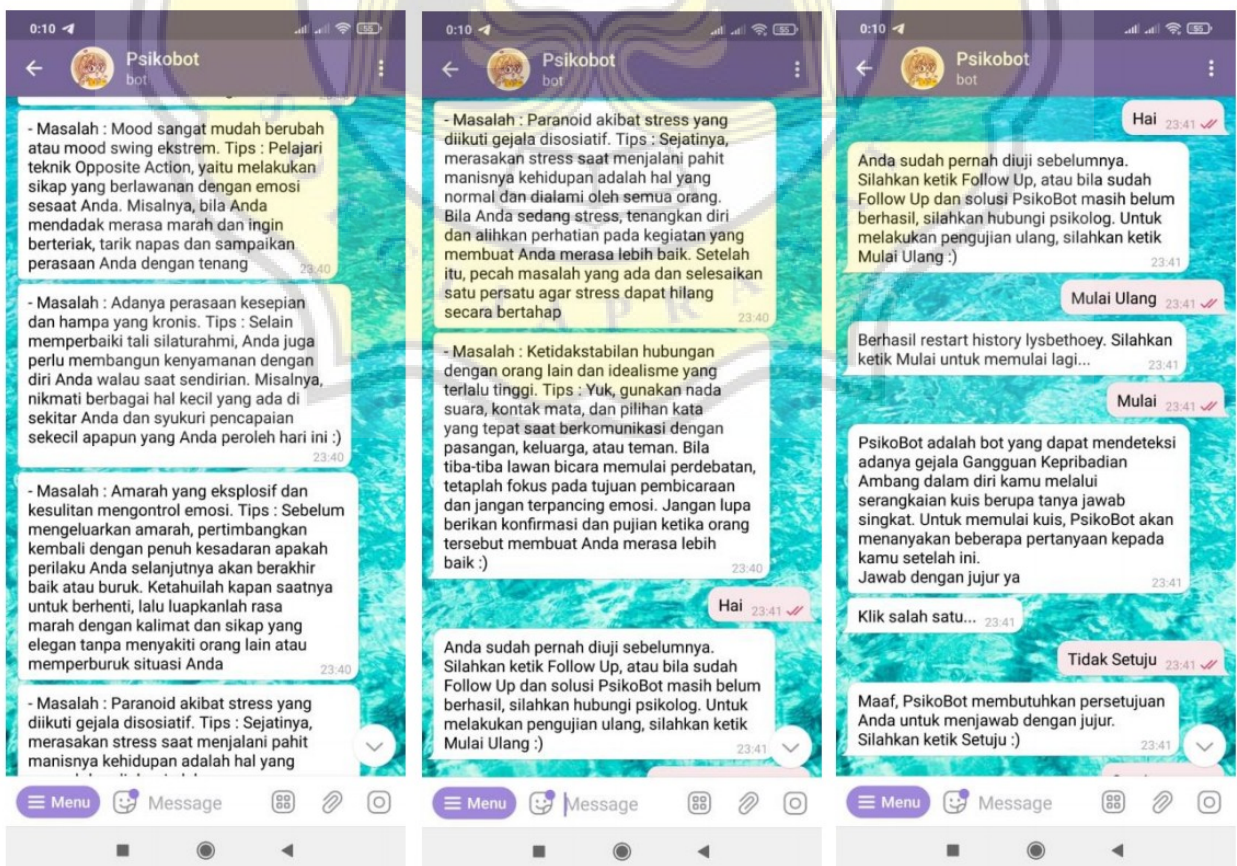 0:10
55
Psikobot
bot
- Masalah : Mood sangat mudah berubah
atau mood swing ekstrem. Tips : Pelajari
teknik Opposite Action, yaitu melakukan
sikap yang berlawanan dengan emosi
sesaat Anda. Misalnya, bila Anda
mendadak merasa marah dan ingin
berteriak, tarik napas dan sampaikan
perasaan Anda dengan tenang
23:40
- Masalah : Adanya perasaan kesepian
dan hampa yang kronis. Tips : Selain
memperbaiki tali silaturahmi, Anda juga
perlu membangun kenyamanan dengan
diri Anda walau saat sendirian. Misalnya,
nikmati berbagai hal kecil yang ada di
sekitar Anda dan syukuri pencapaian
sekecil apapun yang Anda peroleh hari ini :)
23:40
- Masalah : Amarah yang eksplosif dan
kesulitan mengontrol emosi. Tips : Sebelum
mengeluarkan amarah, pertimbangkan
kembali dengan penuh kesadaran apakah
perilaku Anda selanjutnya akan berakhir
baik atau buruk. Ketahuilah kapan saatnya
untuk berhenti, lalu luapkanlah rasa
marah dengan kalimat dan sikap yang
elegan tanpa menyakiti orang lain atau
memperburuk situasi Anda
23:40
- Masalah : Paranoid akibat stress yang
diikuti gejala disosiatif. Tips : Sejatinya,
merasakan stress saat menjalani pahit
manisnya kehidupan adalah hal yang
Menu
Message
0:10
55
Psikobot
bot
- Masalah : Paranoid akibat stress yang
diikuti gejala disosiatif. Tips : Sejatinya,
merasakan stress saat menjalani pahit
manisnya kehidupan adalah hal yang
normal dan dialami oleh semua orang.
Bila Anda sedang stress, tenangkan diri
dan alihkan perhatian pada kegiatan yang
membuat Anda merasa lebih baik. Setelah
itu, pecah masalah yang ada dan selesaikan
satu persatu agar stress dapat hilang
secara bertahap
23:40
- Masalah : Ketidakstabilan hubungan
dengan orang lain dan idealisme yang
terlalu tinggi. Tips : Yuk, gunakan nada
suara, kontak mata, dan pilihan kata
yang tepat saat berkomunikasi dengan
pasangan, keluarga, atau teman. Bila
tiba-tiba lawan bicara memulai perdebatan,
tetaplah fokus pada tujuan pembicaraan
dan jangan terpancing emosi. Jangan lupa
berikan konfirmasi dan pujian ketika orang
tersebut membuat Anda merasa lebih
baik :)
23:40
Hai 23:41
Anda sudah pernah diuji sebelumnya.
Silahkan ketik Follow Up, atau bila sudah
Follow Up dan solusi PsikoBot masih belum
berhasil, silahkan hubungi psikolog. Untuk
melakukan pengujian ulang, silahkan ketik
Mulai Ulang :)
23:41
Menu
Message
0:10
55
Psikobot
bot
Hai 23:41
Anda sudah pernah diuji sebelumnya.
Silahkan ketik Follow Up, atau bila sudah
Follow Up dan solusi PsikoBot masih belum
berhasil, silahkan hubungi psikolog. Untuk
melakukan pengujian ulang, silahkan ketik
Mulai Ulang :)
23:41
Mulai Ulang 23:41
Berhasil restart history lysbethoey. Silahkan
ketik Mulai untuk memulai lagi...
23:41
Mulai 23:41
PsikoBot adalah bot yang dapat mendeteksi
adanya gejala Gangguan Kepribadian
Ambang dalam diri kamu melalui
serangkaian kuis berupa tanya jawab
singkat. Untuk memulai kuis, PsikoBot akan
menanyakan beberapa pertanyaan kepada
kamu setelah ini.
Jawab dengan jujur ya
23:41
Klik salah satu... 23:41
Tidak Setuju 23:41
Maaf, PsikoBot membutuhkan persetujuan
Anda untuk menjawab dengan jujur.
Silahkan ketik Setuju :)
23:41
Menu
Message